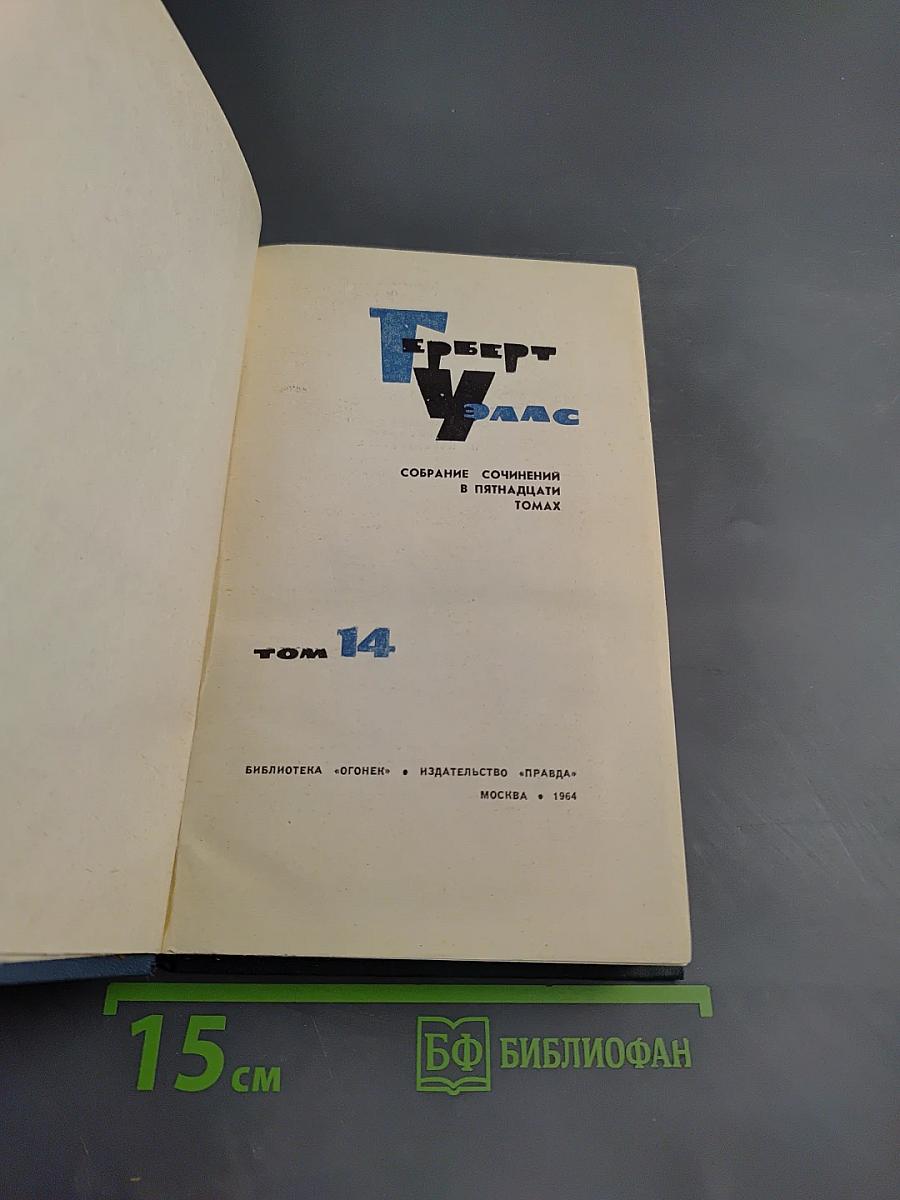 Герберт
Уэллс
СОБРАНИЕ СОЧИНЕНИЙ
В ПЯТНАДЦАТИ
ТОМАХ
ТОМ 14
БИБЛИОТЕКА «ОГОНЕК» • ИЗДАТЕЛЬСТВО «ПРАВДА»
МОСКВА • 1964
15 см
БФ БИБЛИОФАН